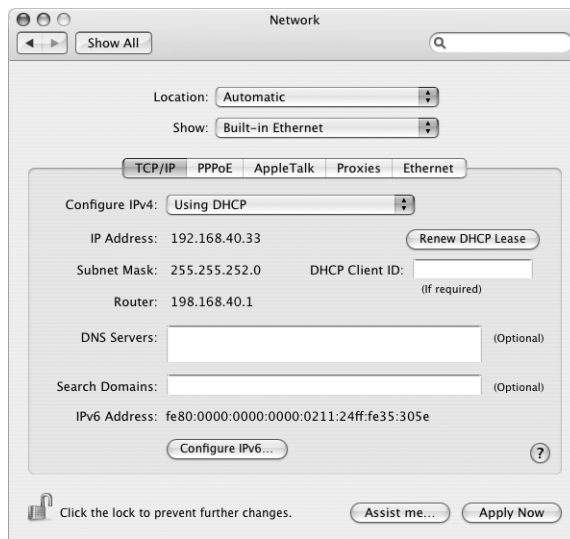 Network
Show All
Location: Automatic
Show: Built-in Ethernet
TCP/IP PPPoE AppleTalk Proxies Ethernet
Configure IPv4: Using DHCP
IP Address: 192.168.40.33 Renew DHCP Lease
Subnet Mask: 255.255.252.0 DHCP Client ID:
(If required)
Router: 198.168.40.1
DNS Servers: (Optional)
Search Domains: (Optional)
IPv6 Address: fe80:0000:0000:0000:0211:24ff:fe35:305e
Configure IPv6... ?
Click the lock to prevent further changes. Assist me... Apply Now